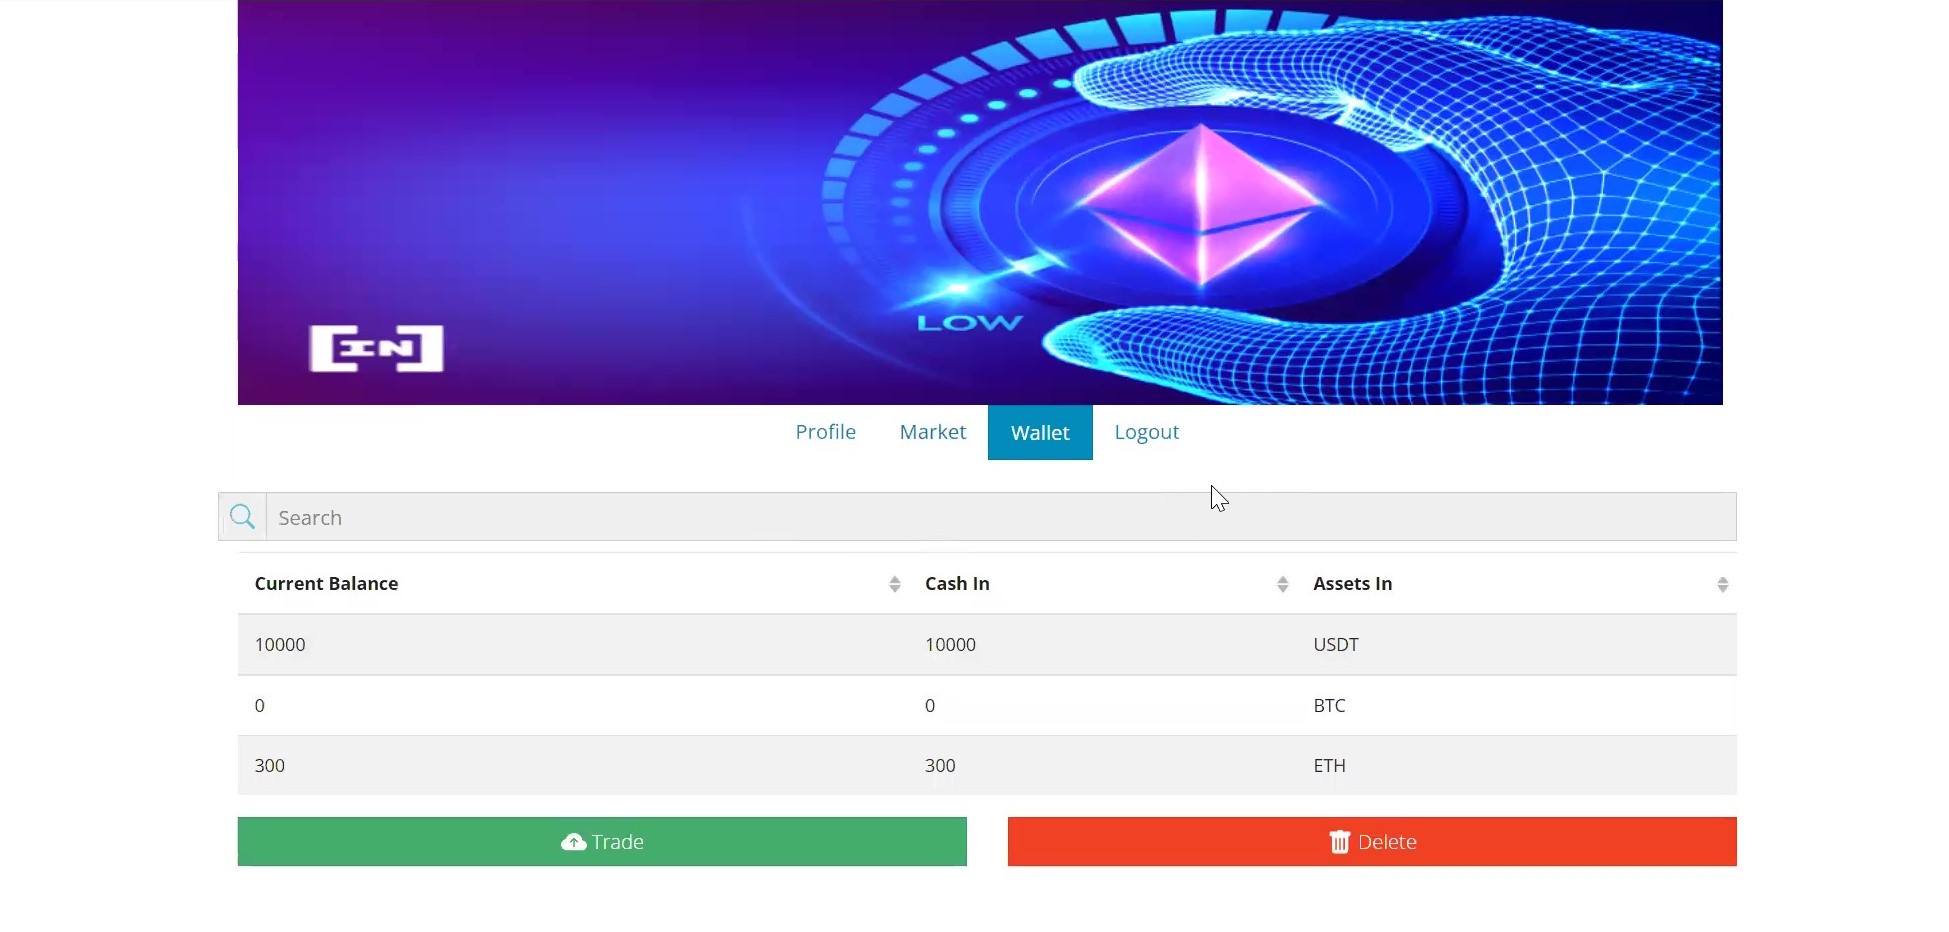 LOW
[IN]
Profile Market Wallet Logout
Search
Current Balance Cash In Assets In
10000 10000 USDT
0 0 BTC
300 300 ETH
Trade Delete